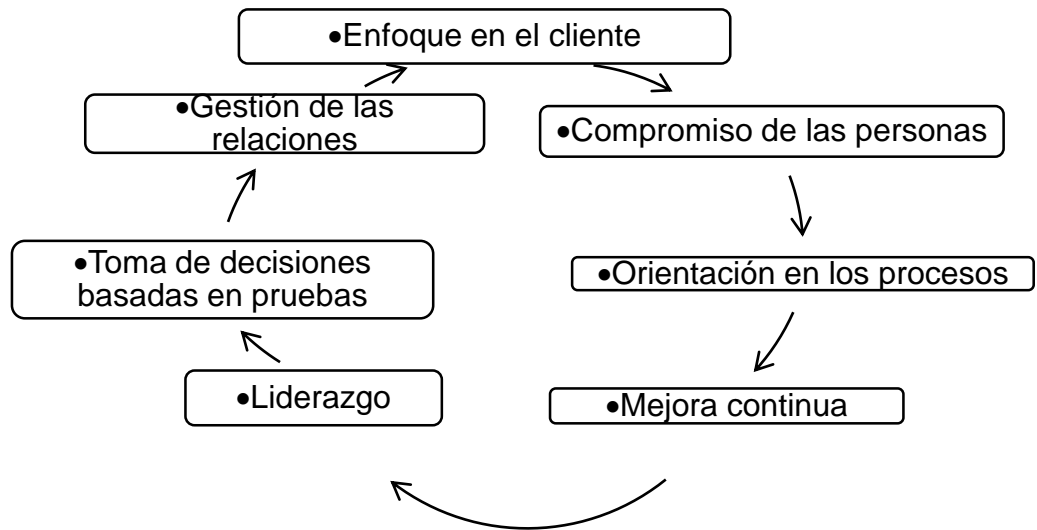 •Enfoque en el cliente
•Gestión de las
relaciones
•Compromiso de las personas
•Toma de decisiones
basadas en pruebas
•Orientación en los procesos
•Liderazgo
•Mejora continua